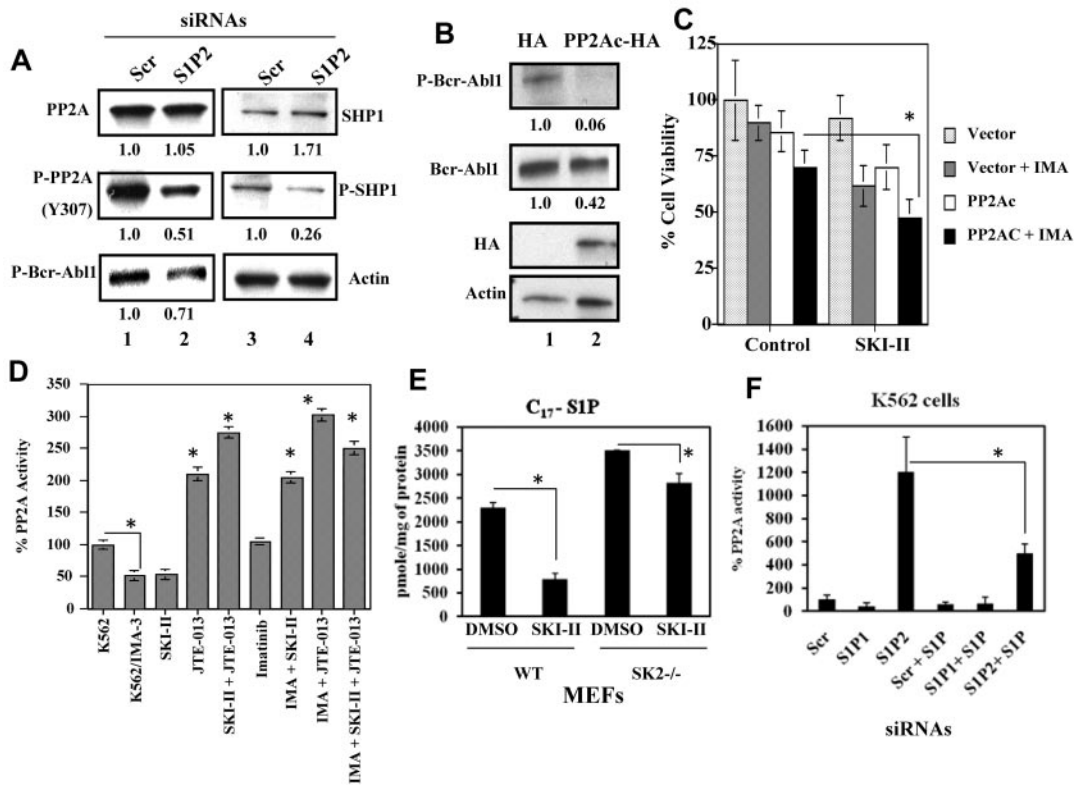 siRNAs
A
Scr S1P2 Scr S1P2
PP2A SHP1
1.0 1.05 1.0 1.71
P-PP2A (Y307) P-SHP1
1.0 0.51 1.0 0.26
P-Bcr-Abl1 Actin
1.0 0.71
1 2 3 4
B
HA PP2Ac-HA
P-Bcr-Abl1
1.0 0.06
Bcr-Abl1
1.0 0.42
HA
Actin
1 2
C
% Cell Viability
125
100
75
50
25
0
*
Control SKI-II
Vector
Vector + IMA
PP2Ac
PP2AC + IMA
D
% PP2A Activity
350
300
250
200
150
100
50
0
* * * * * *
K562
K562/IMA-3
SKI-II
JTE-013
SKI-II + JTE-013
Imatinib
IMA + SKI-II
IMA + JTE-013
IMA + SKI-II + JTE-013
E
C17- S1P
pmole/mg of protein
4000
3500
3000
2500
2000
1500
1000
500
0
* *
DMSO SKI-II DMSO SKI-II
WT SK2-/-
MEFs
F
K562 cells
% PP2A activity
1600
1400
1200
1000
800
600
400
200
0
*
Scr
S1P1
S1P2
Scr + S1P
S1P1+ S1P
S1P2+ S1P
siRNAs